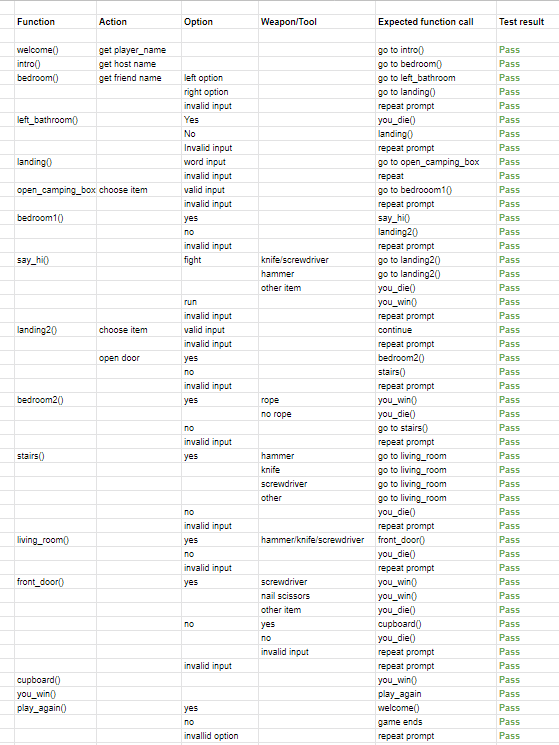 Function Action Option Weapon/Tool Expected function call Test result
welcome() get player_name go to intro() Pass
intro() get host name go to bedroom() Pass
bedroom() get friend name left option go to left_bathroom Pass
right option go to landing() Pass
invalid input repeat prompt Pass
left_bathroom() Yes you_die() Pass
No landing() Pass
Invalid input repeat prompt Pass
landing() word input go to open_camping_box Pass
invalid input repeat Pass
open_camping_box choose item valid input go to bedrooom1() Pass
invalid input repeat prompt Pass
bedroom1() yes say_hi() Pass
no landing2() Pass
invalid input repeat prompt Pass
say_hi() fight knife/screwdriver go to landing2() Pass
hammer go to landing2() Pass
other item you_die() Pass
run you_win() Pass
invalid input repeat prompt Pass
landing2() choose item valid input continue Pass
invalid input repeat prompt Pass
open door yes bedroom2() Pass
no stairs() Pass
invalid input repeat prompt Pass
bedroom2() yes rope you_win() Pass
no rope you_die() Pass
no go to stairs() Pass
invalid input repeat prompt Pass
stairs() yes hammer go to living_room Pass
knife go to living_room Pass
screwdriver go to living_room Pass
other go to living_room Pass
no you_die() Pass
invalid input repeat prompt Pass
living_room() yes hammer/knife/screwdriver front_door() Pass
no you_die() Pass
invalid input repeat prompt Pass
front_door() yes screwdriver you_win() Pass
nail scissors you_win() Pass
other item you_die() Pass
no yes cupboard() Pass
no you_die() Pass
invalid input repeat prompt Pass
invalid input repeat prompt Pass
cupboard() you_win() Pass
you_win() play_again Pass
play_again() yes welcome() Pass
no game ends Pass
invallid option repeat prompt Pass